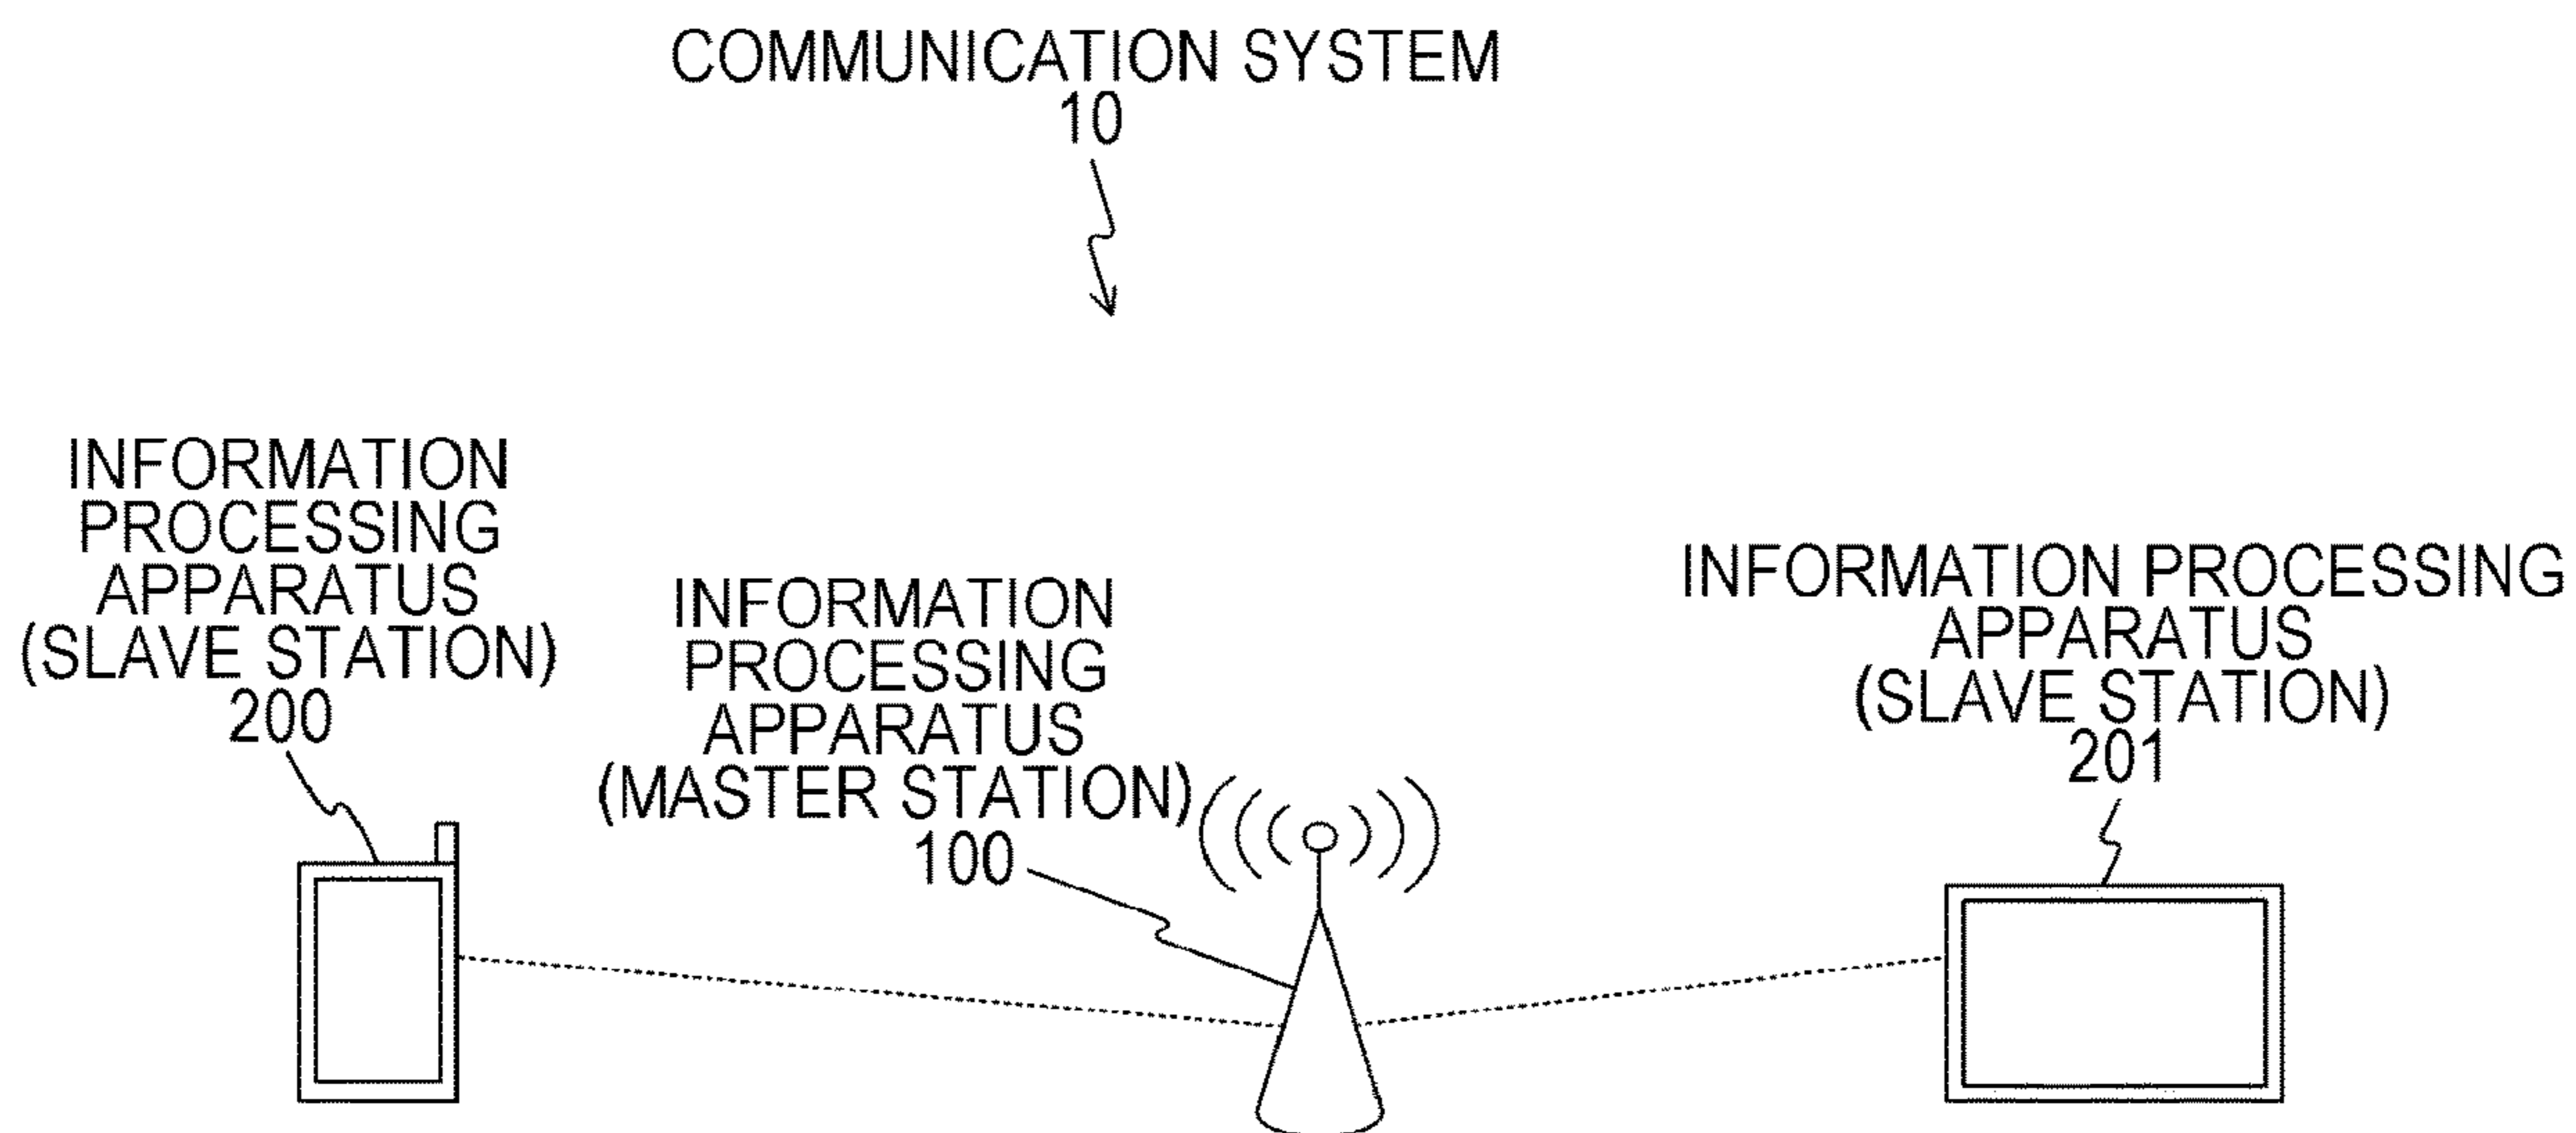 COMMUNICATION SYSTEM
10
INFORMATION
PROCESSING
APPARATUS
(SLAVE STATION)
200
INFORMATION
PROCESSING
APPARATUS
(MASTER STATION)
100
INFORMATION PROCESSING
APPARATUS
(SLAVE STATION)
201